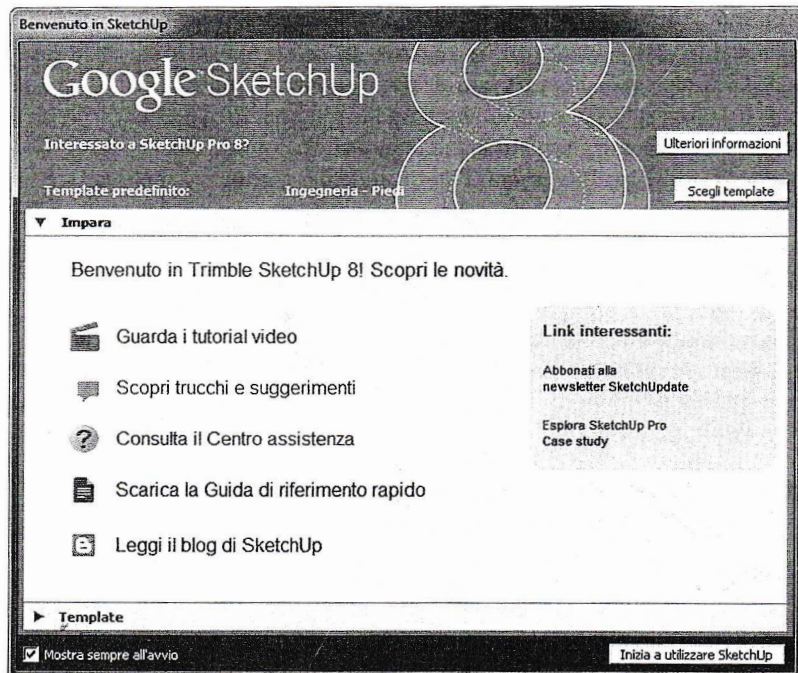 Benvenuto in SketchUp
Google SketchUp
8
Interessato a SketchUp Pro 8?
Ulteriori informazioni
Template predefinito: Ingegneria - Piedi
Scegli template
Impara
Benvenuto in Trimble SketchUp 8! Scopri le novità.
Guarda i tutorial video
Scopri trucchi e suggerimenti
Consulta il Centro assistenza
Scarica la Guida di riferimento rapido
Leggi il blog di SketchUp
Link interessanti:
Abbonati alla
newsletter SketchUpdate
Esplora SketchUp Pro
Case study
Template
Mostra sempre all'avvio
Inizia a utilizzare SketchUp